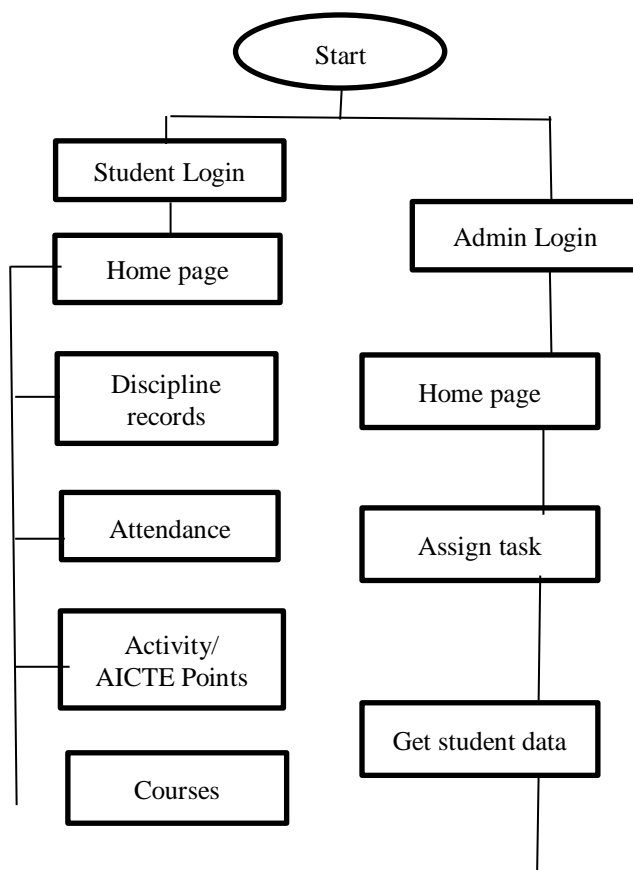 Start
Student Login
Admin Login
Home page
Home page
Discipline
records
Attendance
Assign task
Activity/
AICTE Points
Get student data
Courses